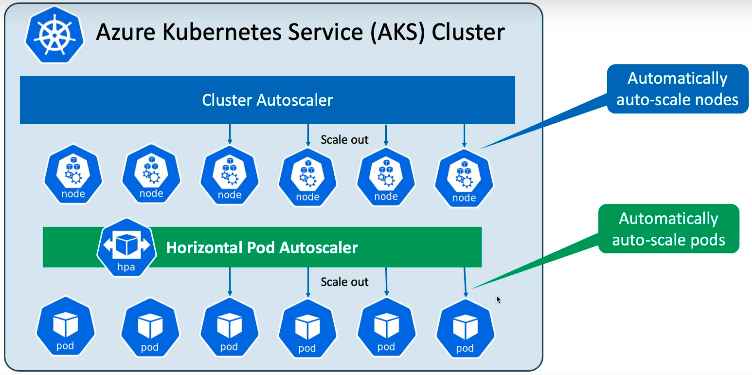 Azure Kubernetes Service (AKS) Cluster
Cluster Autoscaler
Automatically
auto-scale nodes
Scale out
node
node
node
node
node
node
Horizontal Pod Autoscaler
hpa
Automatically
auto-scale pods
Scale out
pod
pod
pod
pod
pod
pod